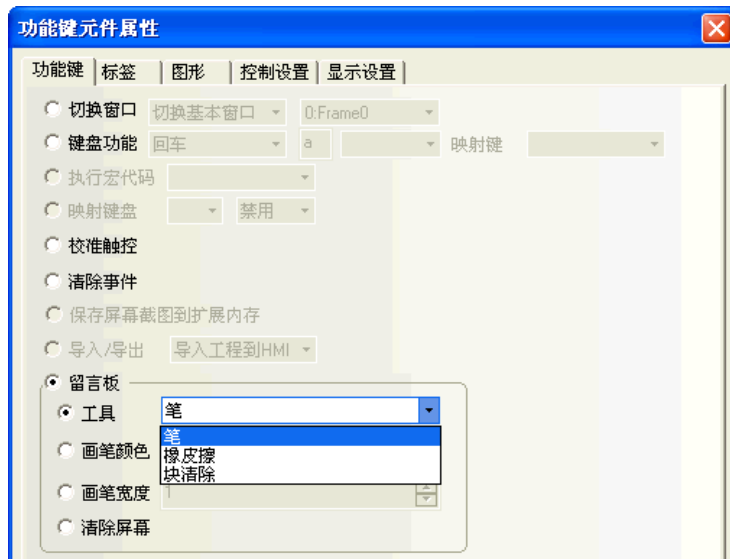 功能键元件属性
功能键 标签 图形 控制设置 显示设置
切换窗口 切换基本窗口 0:Frame0
键盘功能 回车 a 映射键
执行宏代码
映射键盘 禁用
校准触控
清除事件
保存屏幕截图到扩展内存
导入/导出 导入工程到HMI
留言板
工具 笔
笔
画笔颜色 橡皮擦
块清除
画笔宽度 1
清除屏幕